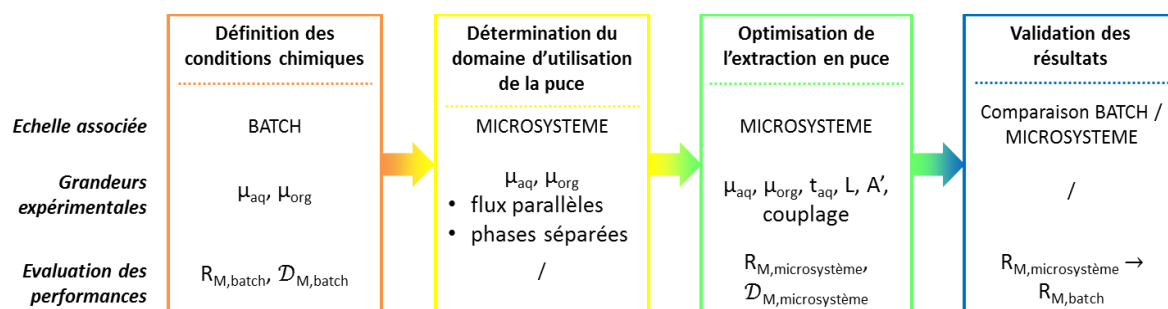 Définition des
conditions chimiques
Détermination du
domaine d'utilisation
de la puce
Optimisation de
l'extraction en puce
Validation des
résultats
Echelle associée
BATCH
MICROSYSTEME
MICROSYSTEME
Comparaison BATCH /
MICROSYSTEME
Grandeurs
expérimentales
μaq, μorg
μaq, μorg
• flux parallèles
• phases séparées
μaq, μorg, taq, L, A',
couplage
/
Evaluation des
performances
RM,batch, 𝒟M,batch
/
RM,microsystème,
𝒟M,microsystème
RM,microsystème →
RM,batch